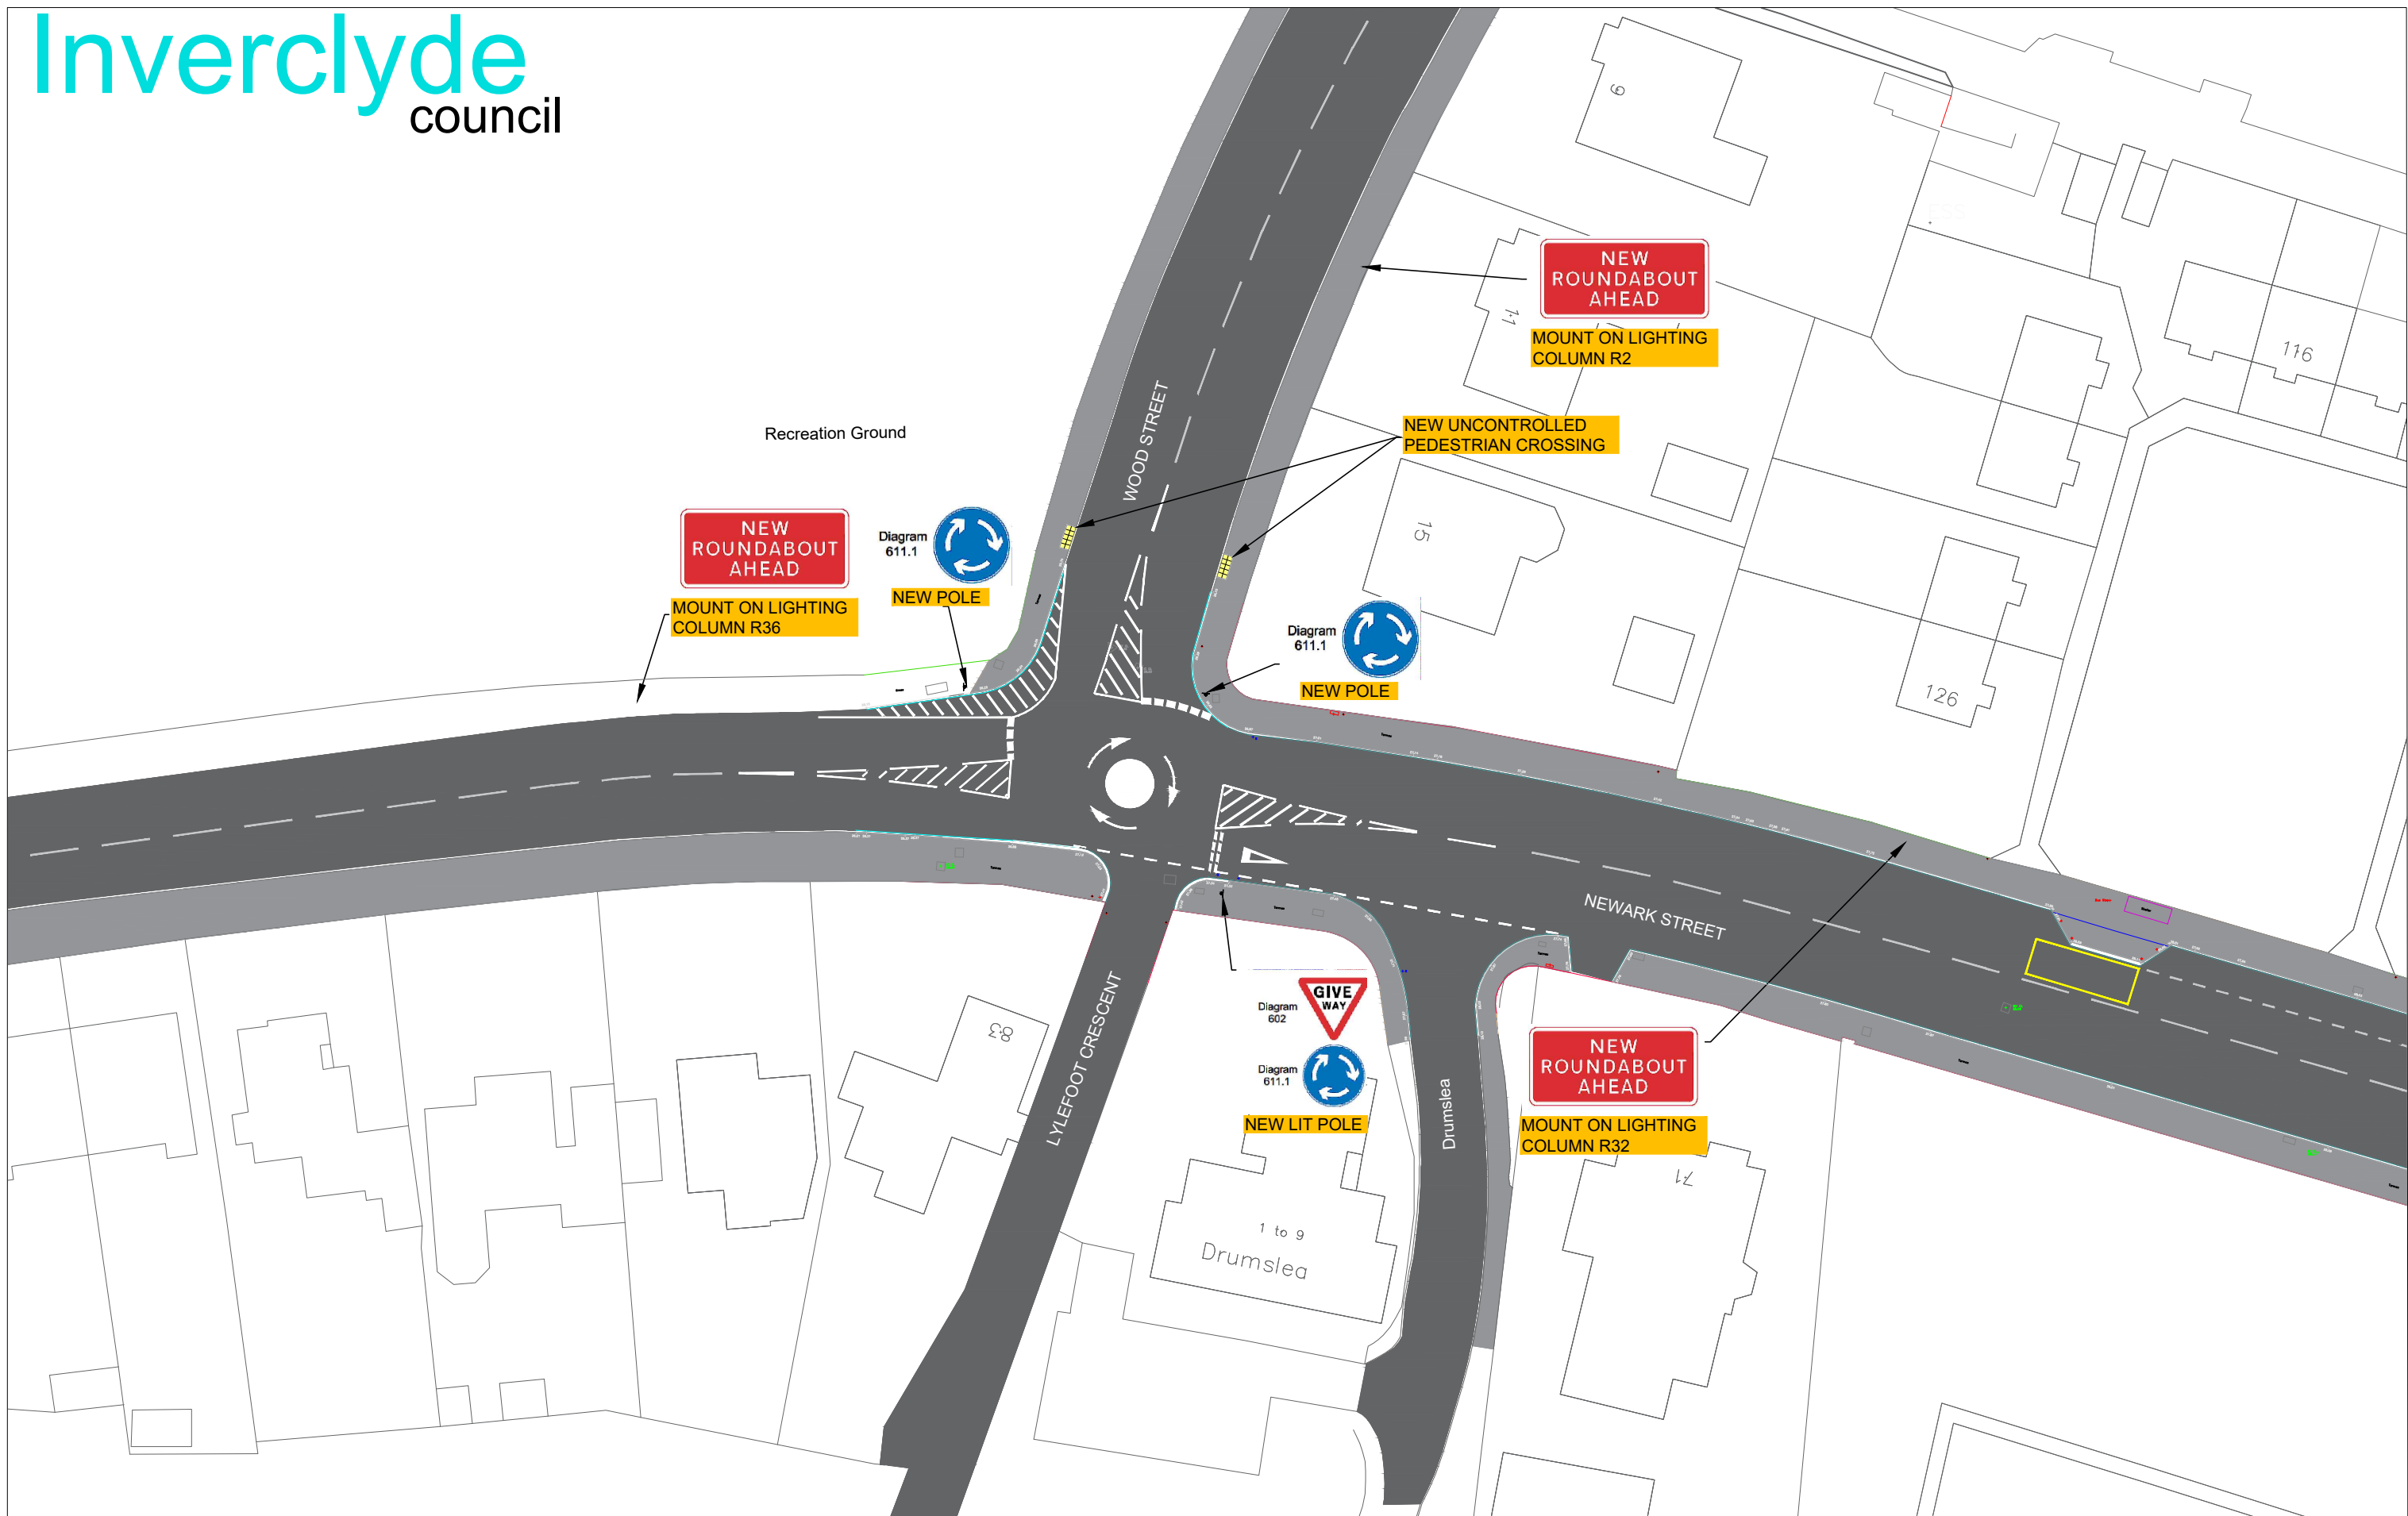 Inverclyde
council
9
NEW
ROUNDABOUT
AHEAD
11
MOUNT ON LIGHTING
COLUMN R2
116
WOOD STREET
Recreation Ground
NEW UNCONTROLLED
PEDESTRIAN CROSSING
NEW
ROUNDABOUT
AHEAD
Diagram
611.1
NEW POLE
MOUNT ON LIGHTING
COLUMN R36
15
Diagram
611.1
NEW POLE
126
NEWARK STREET
GIVE
WAY
Diagram
602
Diagram
611.1
NEW LIT POLE
83
LYLEFOOT CRESCENT
Drumslea
NEW
ROUNDABOUT
AHEAD
MOUNT ON LIGHTING
COLUMN R32
71
1 to 9
Drumslea